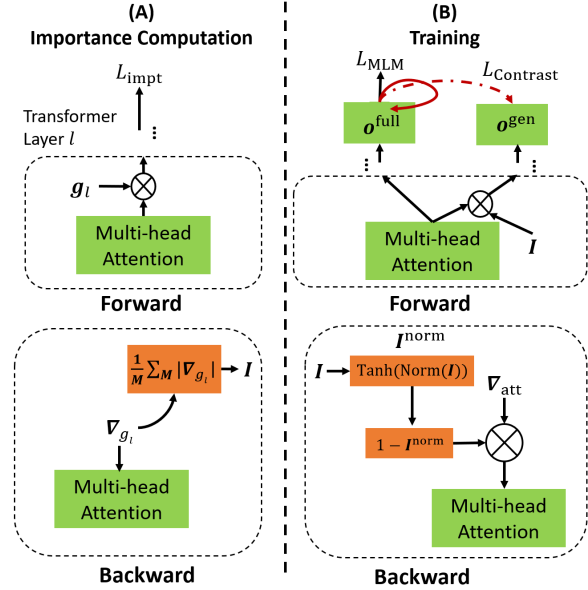 (A)
Importance Computation
L_impt
Transformer
Layer l
...
g_l
Multi-head
Attention
Forward
1/M ∑_M |∇_{g_l}|
I
∇_{g_l}
Multi-head
Attention
Backward
(B)
Training
L_MLM
L_Contrast
o^full
o^gen
...
...
Multi-head
Attention
I
Forward
I^norm
I
Tanh(Norm(I))
∇_att
1 − I^norm
Multi-head
Attention
Backward